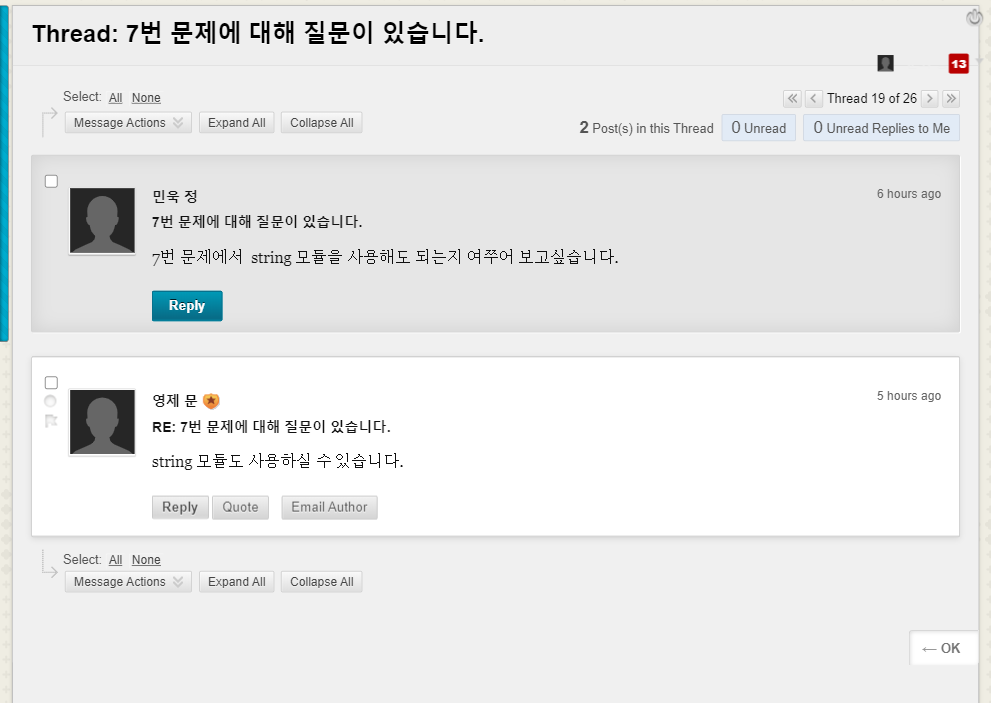 Thread: 7번 문제에 대해 질문이 있습니다.
13
Select: All None
Thread 19 of 26
Message Actions Expand All Collapse All
2 Post(s) in this Thread 0 Unread 0 Unread Replies to Me
민욱 정
6 hours ago
7번 문제에 대해 질문이 있습니다.
7번 문제에서 string 모듈을 사용해도 되는지 여쭈어 보고싶습니다.
Reply
영제 문
5 hours ago
RE: 7번 문제에 대해 질문이 있습니다.
string 모듈도 사용하실 수 있습니다.
Reply Quote Email Author
Select: All None
Message Actions Expand All Collapse All
← OK